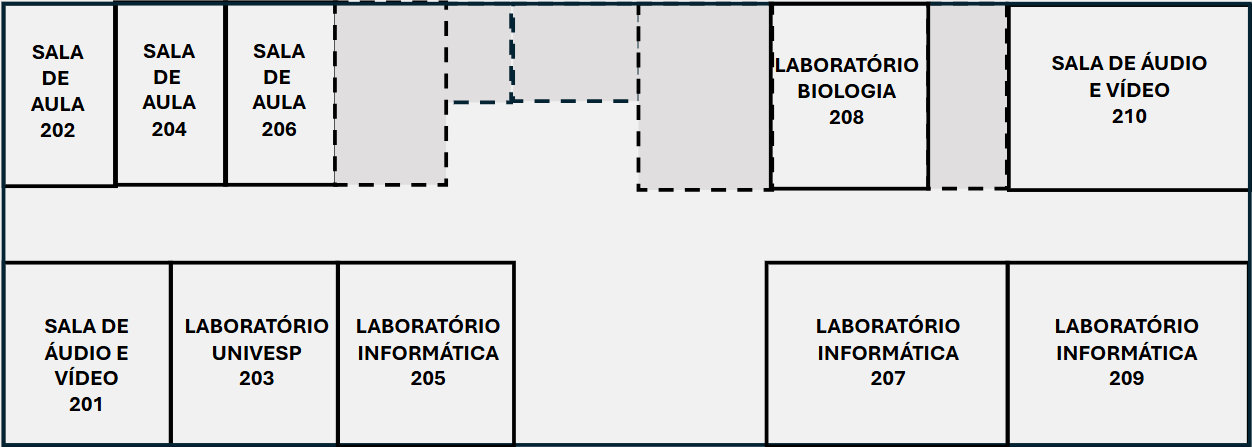 SALA
DE
AULA
202
SALA
DE
AULA
204
SALA
DE
AULA
206
LABORATÓRIO
BIOLOGIA
208
SALA DE ÁUDIO
E VÍDEO
210
SALA DE
ÁUDIO E
VÍDEO
201
LABORATÓRIO
UNIVESP
203
LABORATÓRIO
INFORMÁTICA
205
LABORATÓRIO
INFORMÁTICA
207
LABORATÓRIO
INFORMÁTICA
209